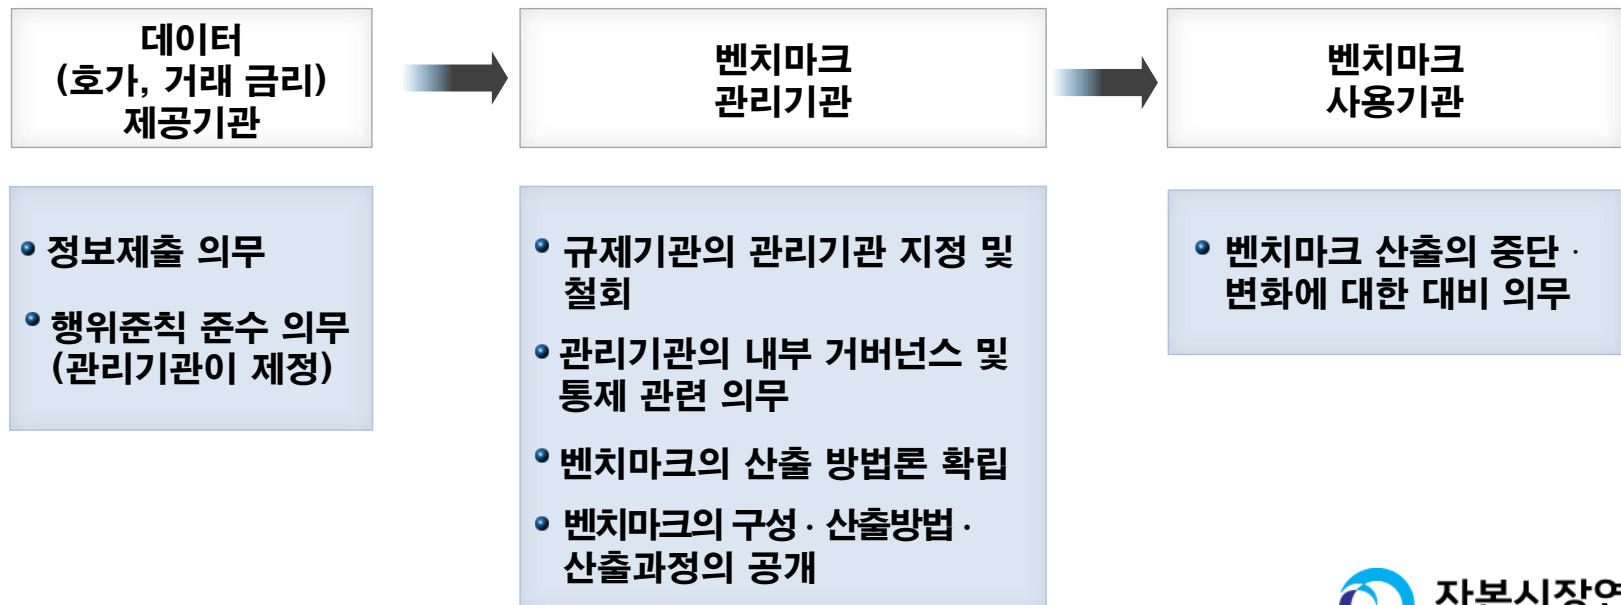 데이터
(호가, 거래 금리)
제공기관
벤치마크
관리기관
벤치마크
사용기관
정보제출 의무
행위준칙 준수 의무
(관리기관이 제정)
규제기관의 관리기관 지정 및
철회
관리기관의 내부 거버넌스 및
통제 관련 의무
벤치마크의 산출 방법론 확립
벤치마크의 구성 · 산출방법 ·
산출과정의 공개
벤치마크 산출의 중단 ·
변화에 대한 대비 의무